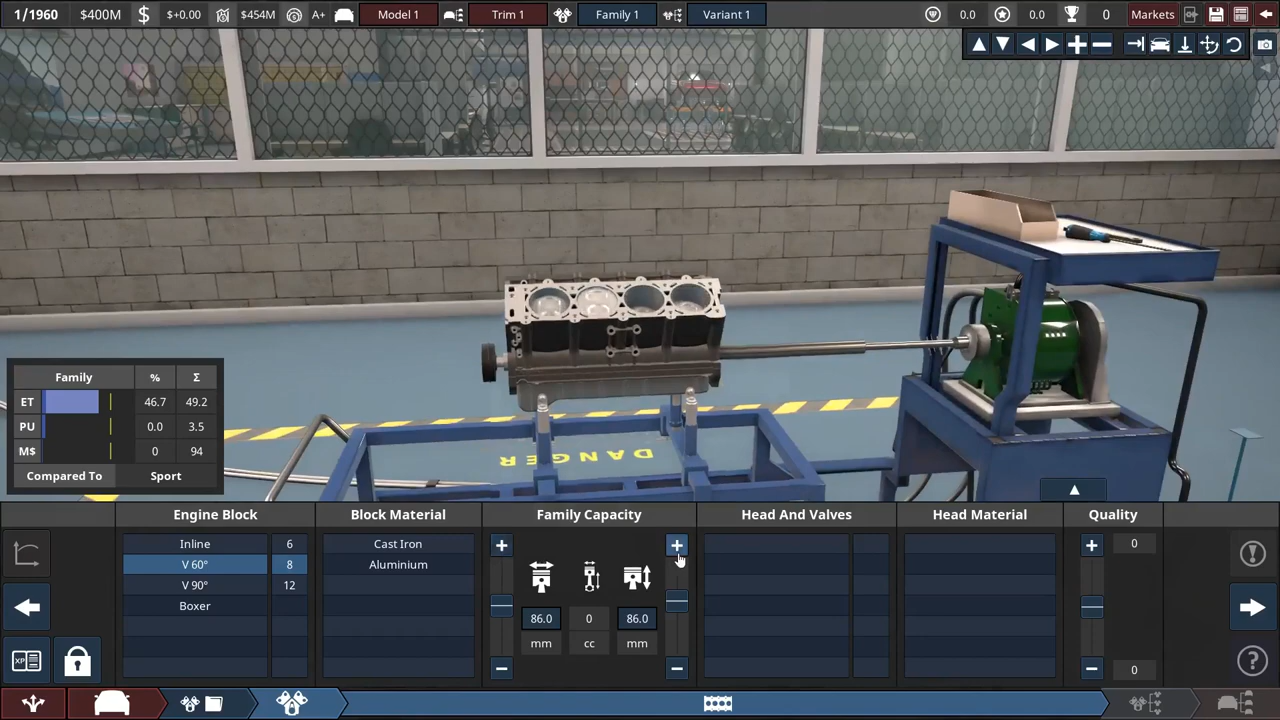 1/1960 $400M $+0.00 $454M A+ Model 1 Trim 1 Family 1 Variant 1 0.0 0.0 0 Markets
DANGER
Family % Σ
ET 46.7 49.2
PU 0.0 3.5
M$ 0 94
Compared To Sport
Engine Block Block Material Family Capacity Head And Valves Head Material Quality
Inline 6 Cast Iron 0
V 60° 8 Aluminium
V 90° 12
Boxer
86.0 0 86.0
mm cc mm
0
XP